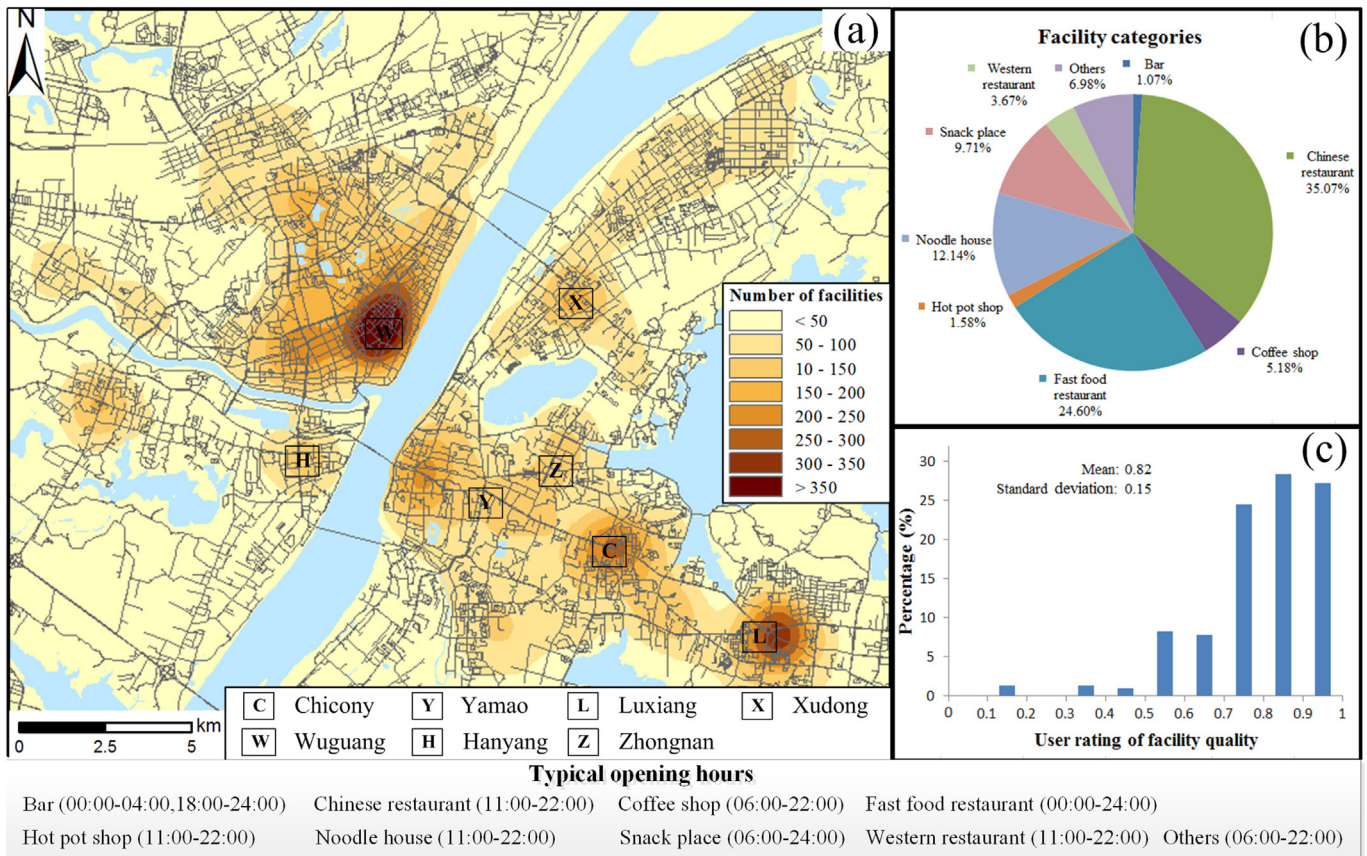 N
(a)
W
X
H
Z
Y
C
L
Number of facilities
< 50
50 - 100
10 - 150
150 - 200
200 - 250
250 - 300
300 - 350
> 350
0 2.5 5 km
C Chicony Y Yamao L Luxiang X Xudong
W Wuguang H Hanyang Z Zhongnan
(b)
Facility categories
Bar
1.07%
Chinese
restaurant
35.07%
Coffee shop
5.18%
Fast food
restaurant
24.60%
Hot pot shop
1.58%
Noodle house
12.14%
Snack place
9.71%
Western
restaurant
3.67%
Others
6.98%
(c)
Mean: 0.82
Standard deviation: 0.15
Percentage (%)
30
25
20
15
10
5
0
0 0.1 0.2 0.3 0.4 0.5 0.6 0.7 0.8 0.9 1
User rating of facility quality
Typical opening hours
Bar (00:00-04:00,18:00-24:00) Chinese restaurant (11:00-22:00) Coffee shop (06:00-22:00) Fast food restaurant (00:00-24:00)
Hot pot shop (11:00-22:00) Noodle house (11:00-22:00) Snack place (06:00-24:00) Western restaurant (11:00-22:00) Others (06:00-22:00)